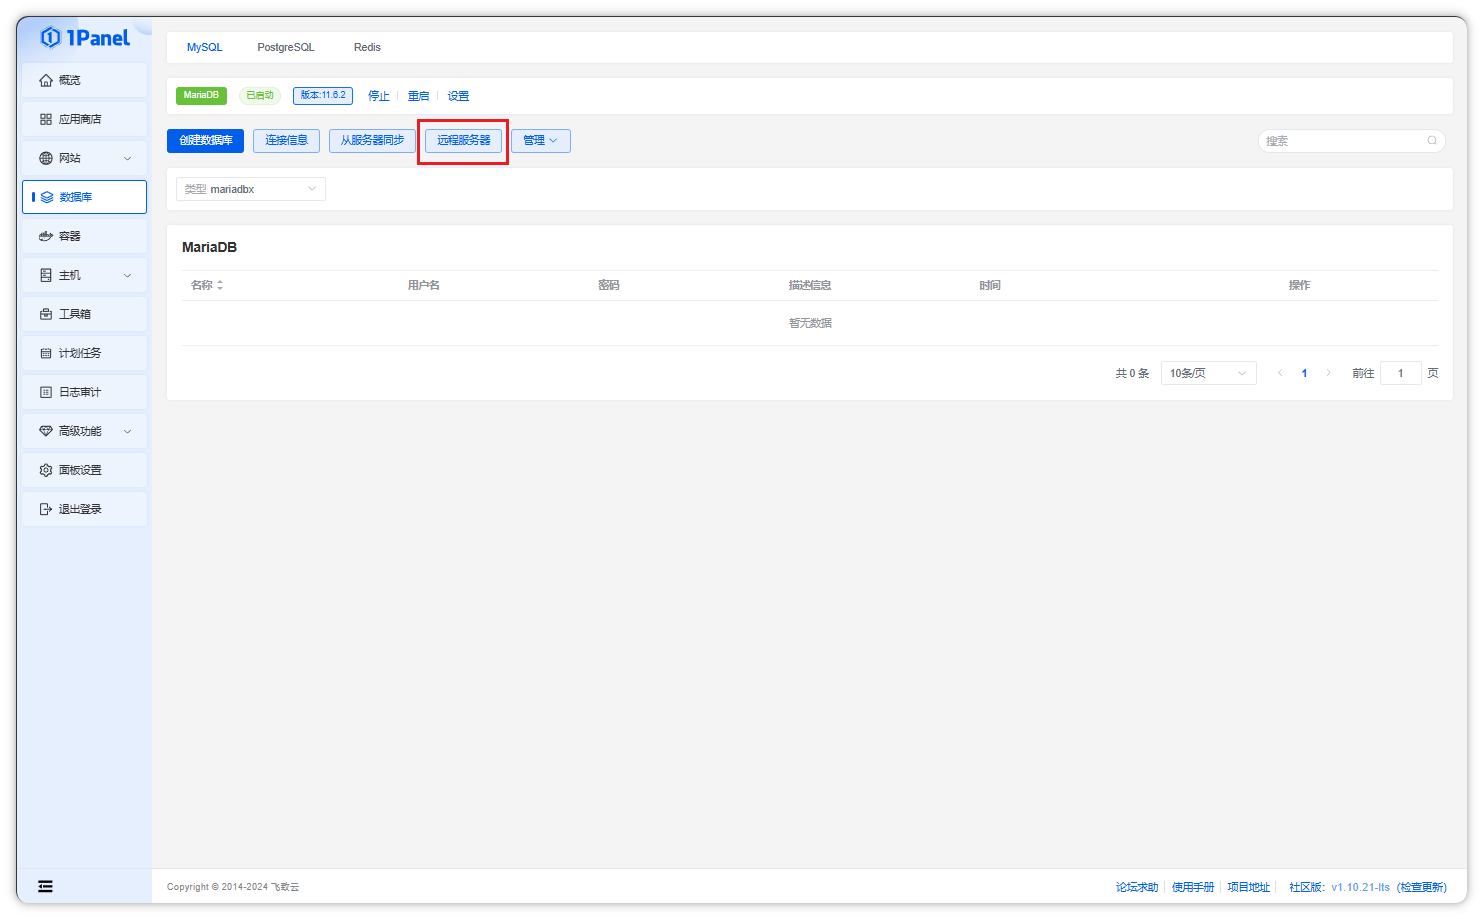 1Panel
MySQL PostgreSQL Redis
概览
MariaDB 已启动 版本:11.6.2 停止 重启 设置
应用商店
创建数据库 连接信息 从服务器同步 远程服务器 管理 搜索
网站
类型 mariadbx
数据库
容器
MariaDB
主机
名称 用户名 密码 描述信息 时间 操作
工具箱
暂无数据
计划任务
共 0 条 10条/页 1 前往 1 页
日志审计
高级功能
面板设置
退出登录
Copyright © 2014-2024 飞致云 论坛求助 使用手册 项目地址 社区版: v1.10.21-lts (检查更新)